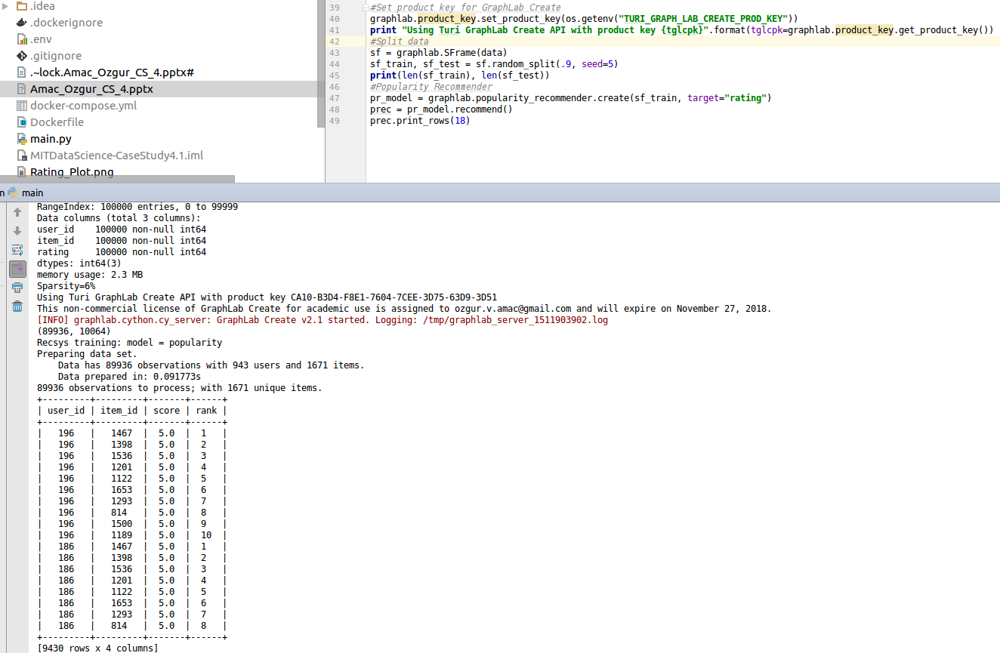 .idea
.dockerignore
.env
.gitignore
.~lock.Amac_Ozgur_CS_4.pptx#
Amac_Ozgur_CS_4.pptx
docker-compose.yml
Dockerfile
main.py
MITDataScience-CaseStudy4.1.iml
Rating_Plot.png
39 #Set product key for GraphLab Create
40 graphlab.product_key.set_product_key(os.getenv("TURI_GRAPH_LAB_CREATE_PROD_KEY"))
41 print "Using Turi GraphLab Create API with product key {tglcpk}".format(tglcpk=graphlab.product_key.get_product_key())
42 #Split data
43 sf = graphlab.SFrame(data)
44 sf_train, sf_test = sf.random_split(.9, seed=5)
45 print(len(sf_train), len(sf_test))
46 #Popularity Recommender
47 pr_model = graphlab.popularity_recommender.create(sf_train, target="rating")
48 prec = pr_model.recommend()
49 prec.print_rows(18)
n main
RangeIndex: 100000 entries, 0 to 99999
Data columns (total 3 columns):
user_id    100000 non-null int64
item_id    100000 non-null int64
rating     100000 non-null int64
dtypes: int64(3)
memory usage: 2.3 MB
Sparsity=6%
Using Turi GraphLab Create API with product key CA10-B3D4-F8E1-7604-7CEE-3D75-63D9-3D51
This non-commercial license of GraphLab Create for academic use is assigned to ozgur.v.amac@gmail.com and will expire on November 27, 2018.
[INFO] graphlab.cython.cy_server: GraphLab Create v2.1 started. Logging: /tmp/graphlab_server_1511903902.log
(89936, 10064)
Recsys training: model = popularity
Preparing data set.
    Data has 89936 observations with 943 users and 1671 items.
    Data prepared in: 0.091773s
89936 observations to process; with 1671 unique items.
+---------+---------+-------+------+
| user_id | item_id | score | rank |
+---------+---------+-------+------+
|   196   |   1467  |  5.0  |  1   |
|   196   |   1398  |  5.0  |  2   |
|   196   |   1536  |  5.0  |  3   |
|   196   |   1201  |  5.0  |  4   |
|   196   |   1122  |  5.0  |  5   |
|   196   |   1653  |  5.0  |  6   |
|   196   |   1293  |  5.0  |  7   |
|   196   |   814   |  5.0  |  8   |
|   196   |   1500  |  5.0  |  9   |
|   196   |   1189  |  5.0  |  10  |
|   186   |   1467  |  5.0  |  1   |
|   186   |   1398  |  5.0  |  2   |
|   186   |   1536  |  5.0  |  3   |
|   186   |   1201  |  5.0  |  4   |
|   186   |   1122  |  5.0  |  5   |
|   186   |   1653  |  5.0  |  6   |
|   186   |   1293  |  5.0  |  7   |
|   186   |   814   |  5.0  |  8   |
+---------+---------+-------+------+
[9430 rows x 4 columns]